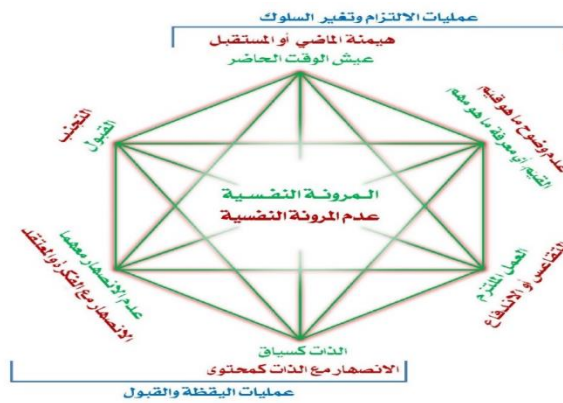 عمليات الالتزام وتغير السلوك
هيمنة الماضي أو المستقبل
عيش الوقت الحاضر
عدم وضوح ما هو قيم
القيم أي معرفة ما هو مهم
التجنب
القبول
المرونة النفسية
عدم المرونة النفسية
العمل الملتزم
التقاعس أو الاندفاع
عدم الانصهار معهما
الانصهار مع الفكر أو المعتقد
الذات كسياق
الانصهار مع الذات كمحتوى
عمليات اليقظة والقبول